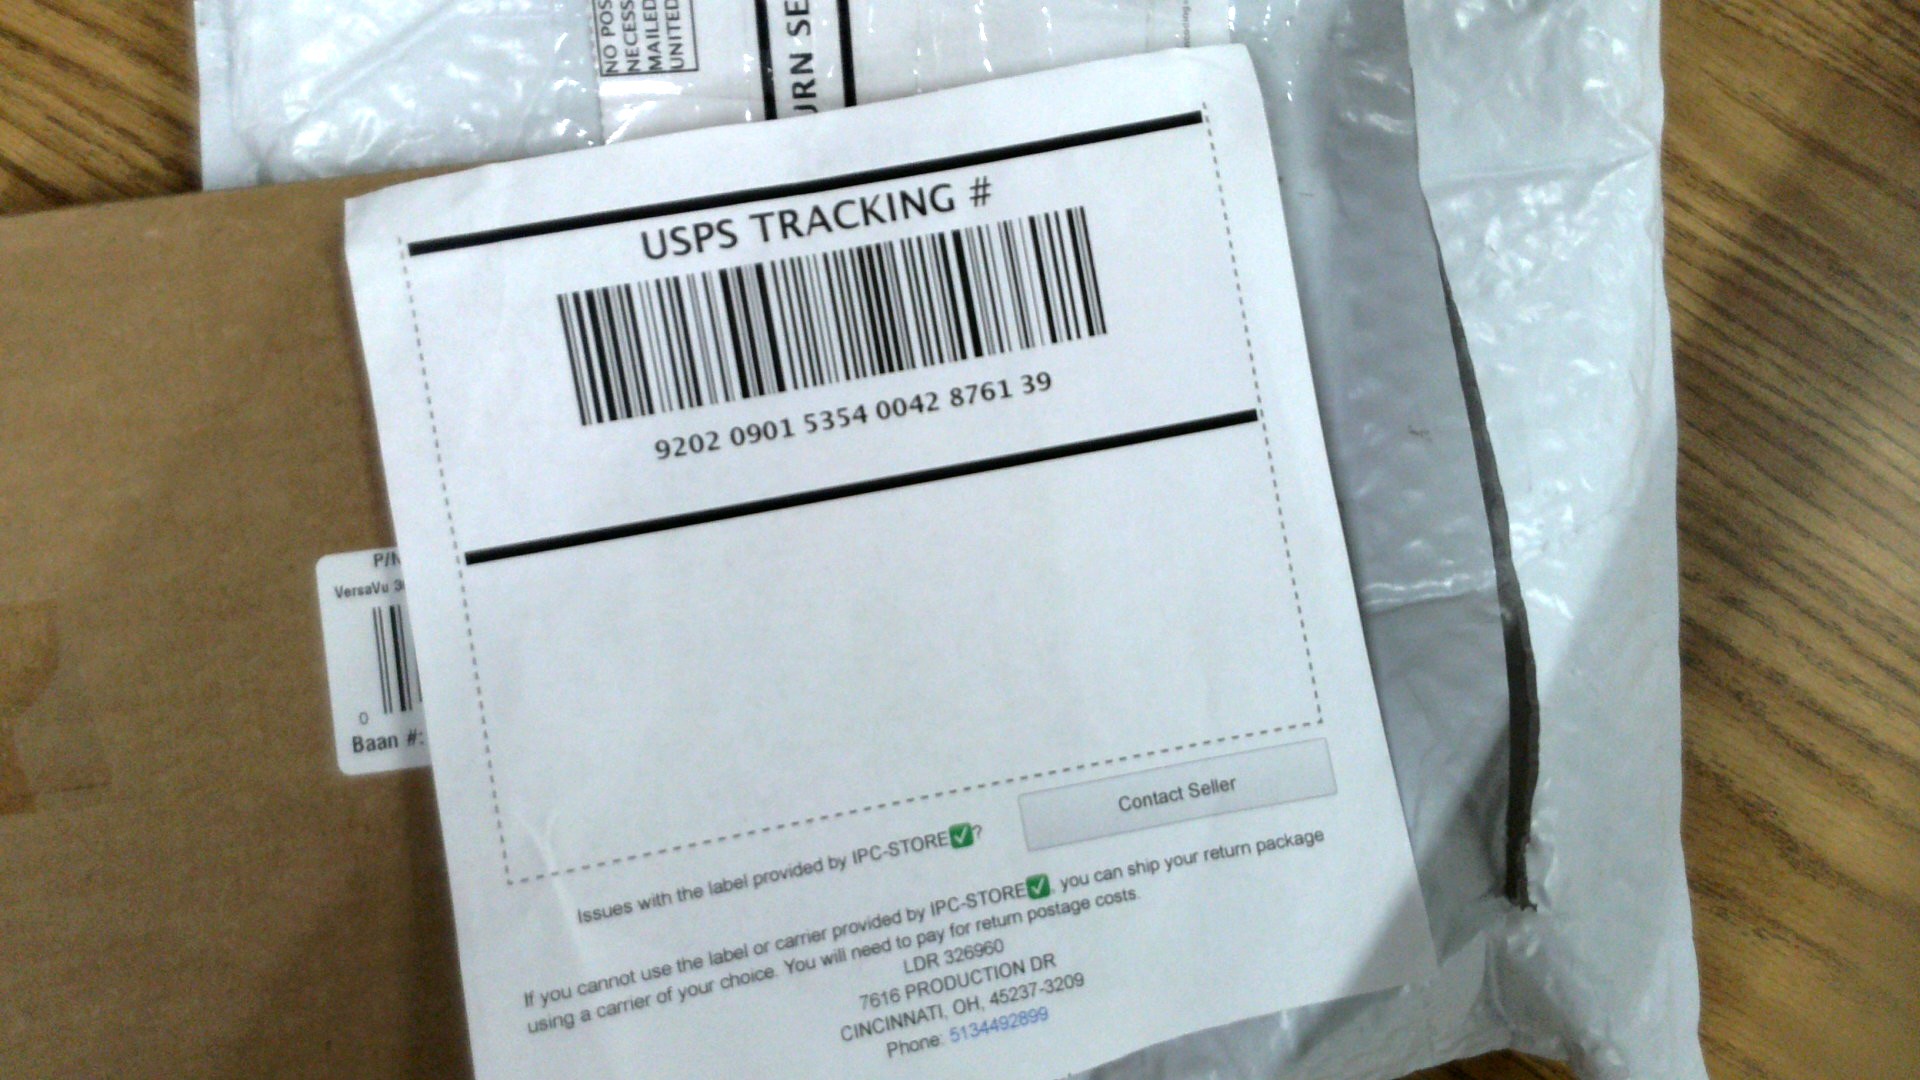 NO POS
NECESS
MAILED
UNITED
URN SE
USPS TRACKING #
9202 0901 5354 0042 8761 39
P/N
VersaVu 3
0
Baan #:
Contact Seller
Issues with the label provided by IPC-STORE✅?
If you cannot use the label or carrier provided by IPC-STORE✅, you can ship your return package
using a carrier of your choice. You will need to pay for return postage costs.
LDR 326960
7616 PRODUCTION DR
CINCINNATI, OH, 45237-3209
Phone: 5134492899